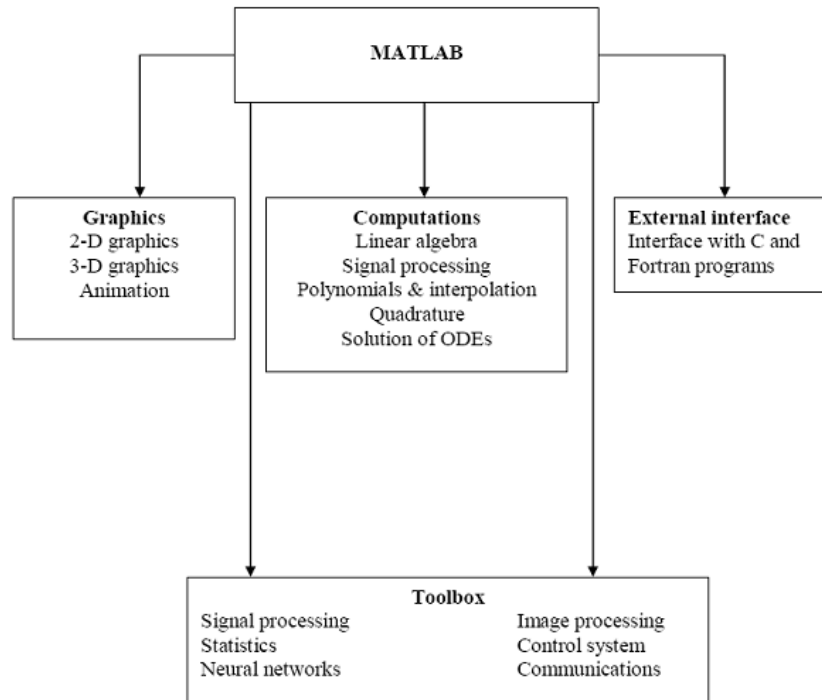 MATLAB
Graphics
2-D graphics
3-D graphics
Animation
Computations
Linear algebra
Signal processing
Polynomials & interpolation
Quadrature
Solution of ODEs
External interface
Interface with C and
Fortran programs
Toolbox
Signal processing
Statistics
Neural networks
Image processing
Control system
Communications